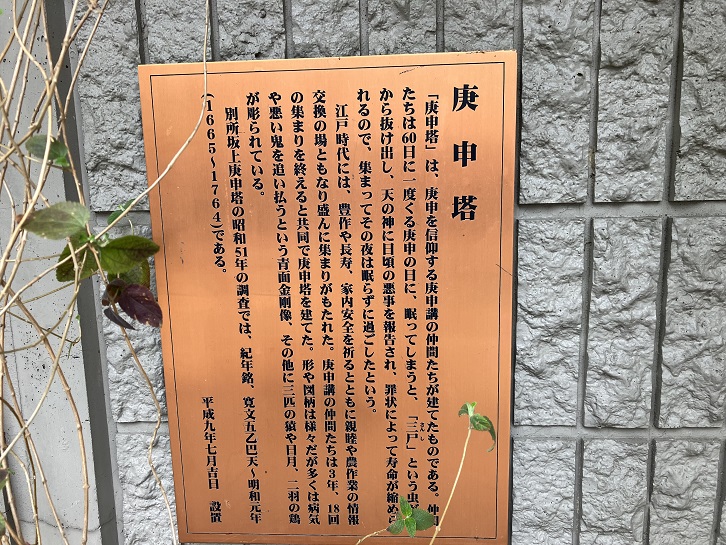 庚申塔
「庚申塔」は、庚申を信仰する庚申講の仲間たちが建てたものである。仲間
たちは60日に一度くる庚申の日に、眠ってしまうと、「三尸」という虫
から抜け出し、天の神に日頃の悪事を報告され、罪状によって寿命が縮めら
れるので、集まってその夜は眠らずに過ごしたという。
江戸時代には、豊作や長寿、家内安全を祈るとともに親睦や農作業の情報
交換の場ともなり盛んに集まりがもたれた。庚申講の仲間たちは3年、18回
の集まりを終えると共同で庚申塔を建てた。形や図柄は様々だが多くは病気
や悪い鬼を追い払うという青面金剛像、その他に三匹の猿や日月、二羽の鶏
が彫られている。
別所坂上庚申塔の昭和51年の調査では、紀年銘、寛文五乙巳天〜明和元年
(1665〜1764)である。
平成九年七月吉日 設置